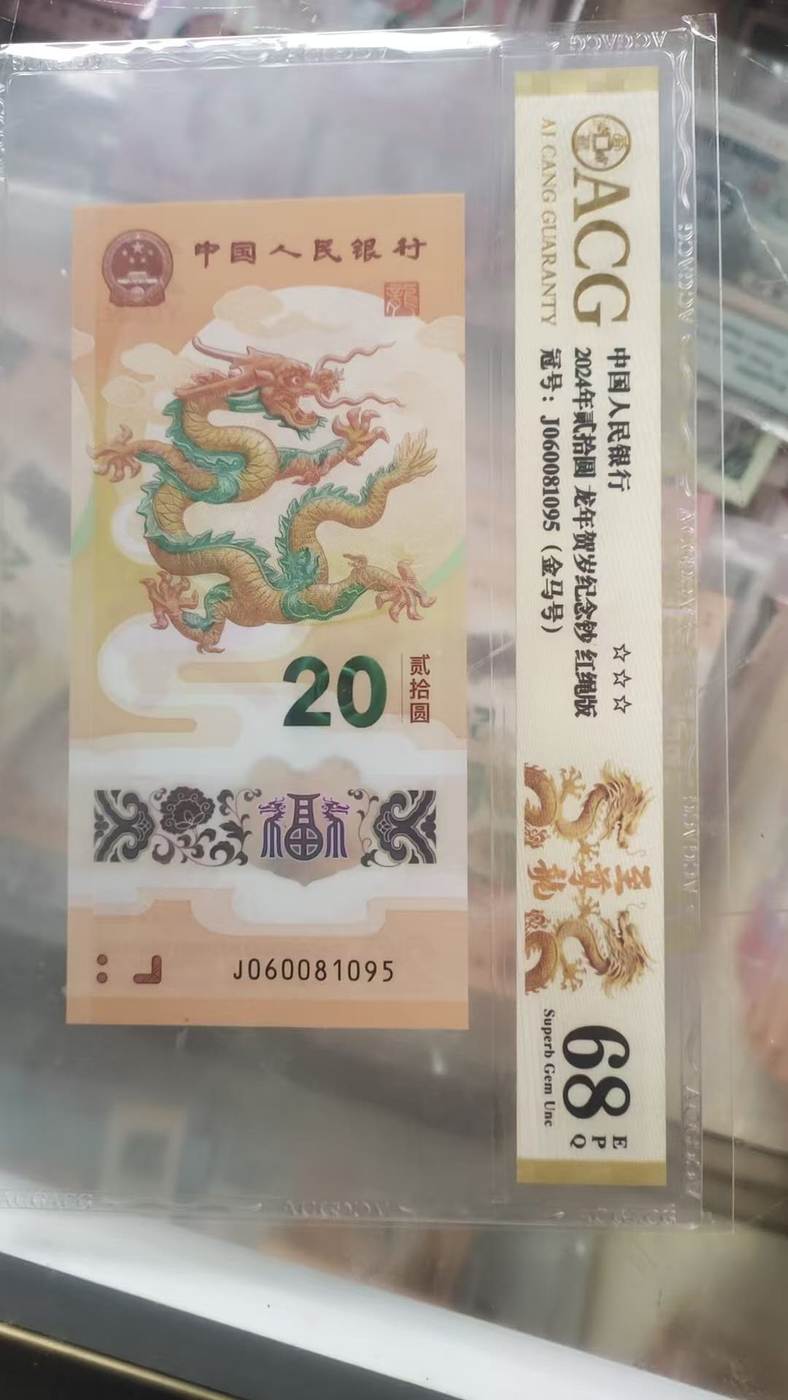 中国人民银行
20
贰拾圆
福
J060081095
ACG
AI CANG GUARANTY
中国人民银行
2024年贰拾圆 龙年贺岁纪念钞 红绳版
冠号：J060081095（金马号）
☆☆☆
至尊龙
68
EPQ
Superb Gem Unc